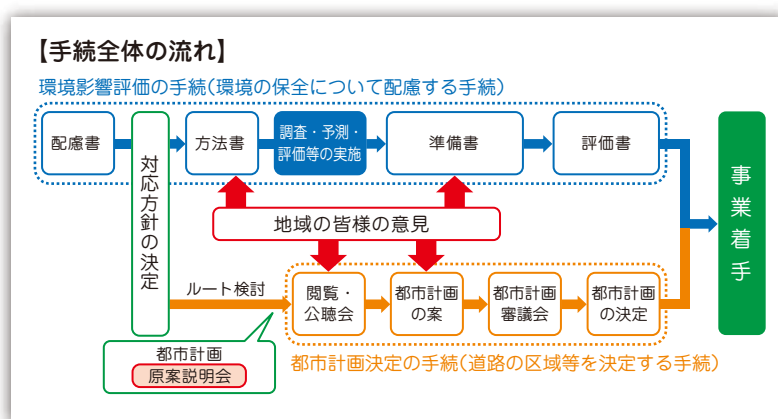 【手続全体の流れ】
環境影響評価の手続(環境の保全について配慮する手続)
配慮書
対応方針の決定
方法書
調査・予測・
評価等の実施
準備書
評価書
事業着手
地域の皆様の意見
ルート検討
閲覧・
公聴会
都市計画
の案
都市計画
審議会
都市計画
の決定
都市計画
原案説明会
都市計画決定の手続(道路の区域等を決定する手続)